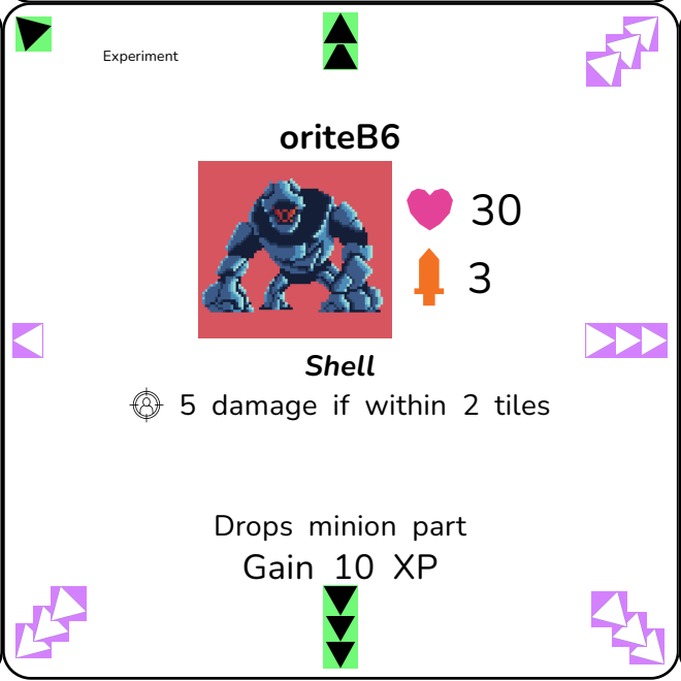 Experiment
oriteB6
30
3
Shell
5 damage if within 2 tiles
Drops minion part
Gain 10 XP